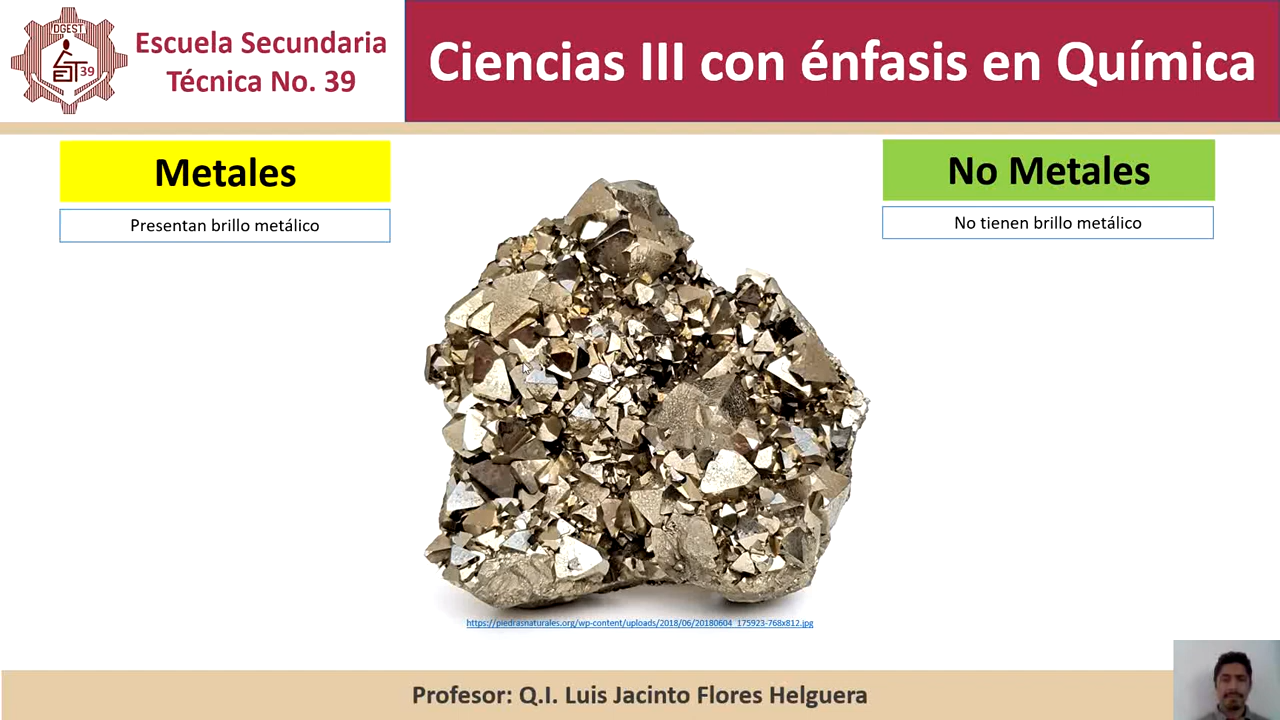 DGEST
39
Escuela Secundaria
Técnica No. 39
Ciencias III con énfasis en Química
Metales
Presentan brillo metálico
No Metales
No tienen brillo metálico
https://piedrasnaturales.org/wp-content/uploads/2018/06/20180604_175923-768x812.jpg
Profesor: Q.I. Luis Jacinto Flores Helguera